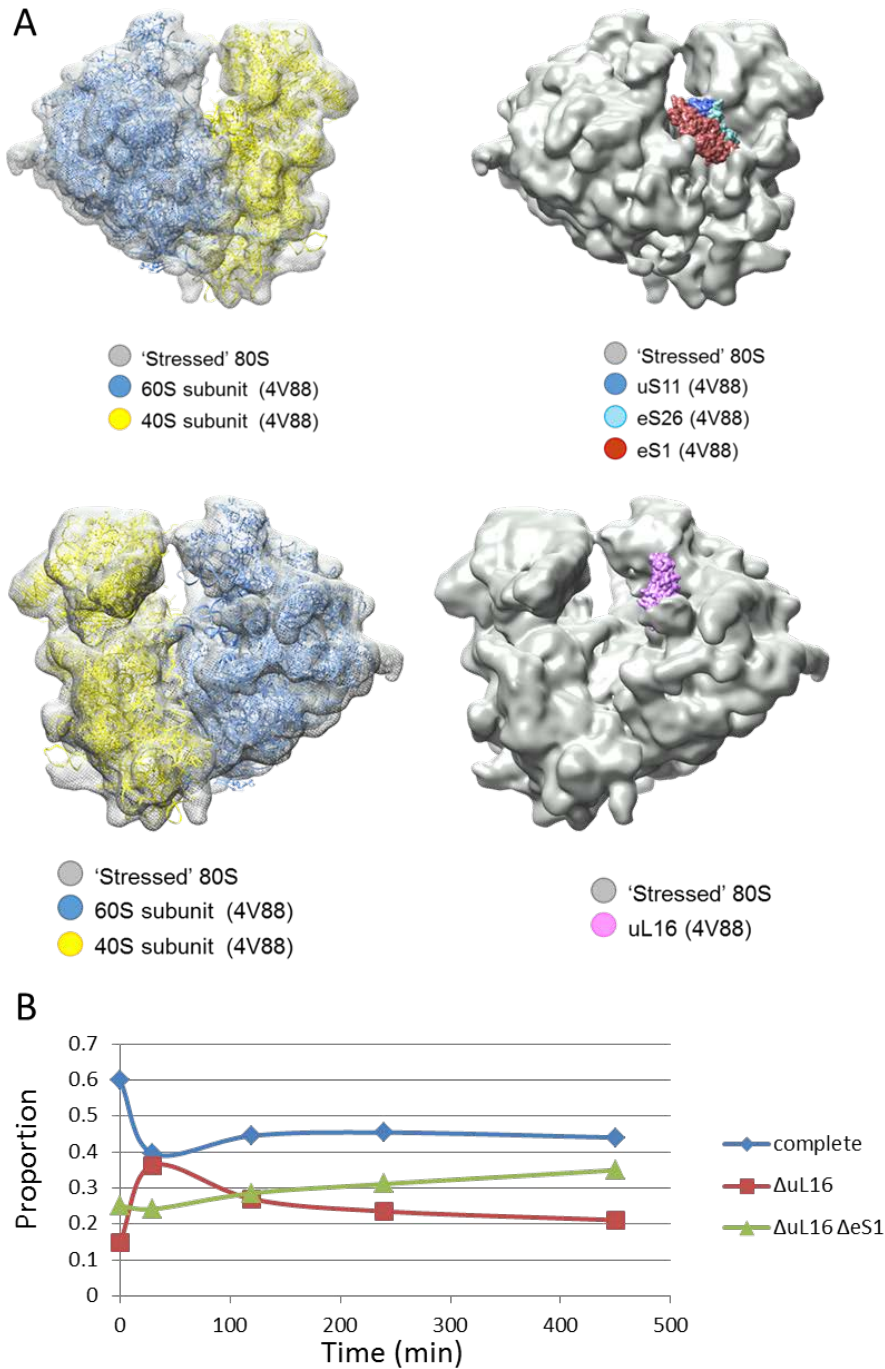 A
'Stressed' 80S
60S subunit (4V88)
40S subunit (4V88)
'Stressed' 80S
uS11 (4V88)
eS26 (4V88)
eS1 (4V88)
'Stressed' 80S
60S subunit (4V88)
40S subunit (4V88)
'Stressed' 80S
uL16 (4V88)
B
Proportion
0.7
0.6
0.5
0.4
0.3
0.2
0.1
0
0 100 200 300 400 500
Time (min)
complete
ΔuL16
ΔuL16 ΔeS1